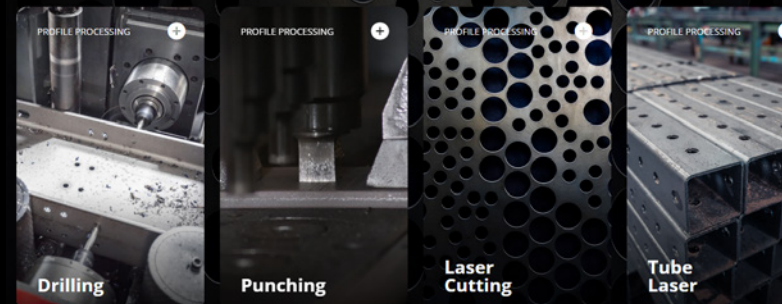 PROFILE PROCESSING
Drilling
PROFILE PROCESSING
Punching
PROFILE PROCESSING
Laser
Cutting
PROFILE PROCESSING
Tube
Laser